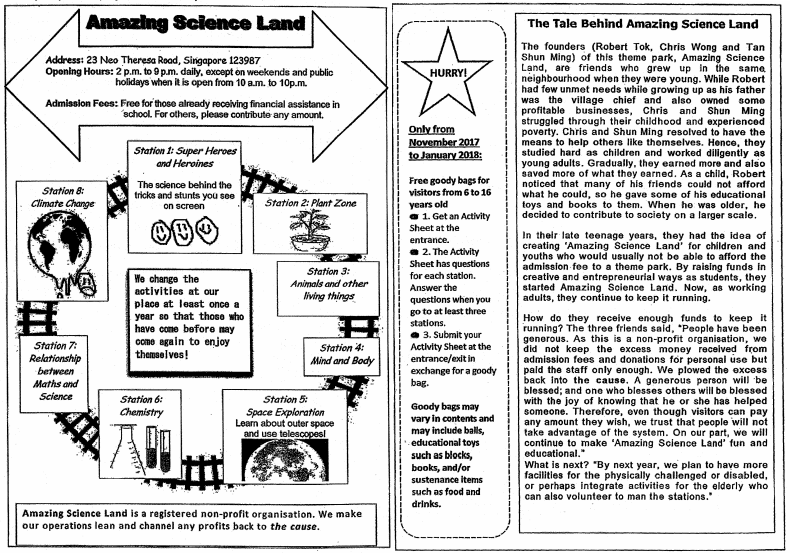 Amazing Science Land
Address: 23 Neo Theresa Road, Singapore 123987
Opening Hours: 2 p.m. to 9 p.m. daily, except on weekends and public
holidays when it is open from 10 a.m. to 10p.m.
Admission Fees: Free for those already receiving financial assistance in
school. For others, please contribute any amount.
Station 1: Super Heroes
and Heroines
The science behind the
tricks and stunts you see
on screen
Station 2: Plant Zone
Station 3:
Animals and other
living things
Station 4:
Mind and Body
Station 5:
Space Exploration
Learn about outer space
and use telescopes!
Station 6:
Chemistry
Station 7:
Relationship
between
Maths and
Science
Station 8:
Climate Change
We change the
activities at our
place at least once a
year so that those who
have come before may
come again to enjoy
themselves!
Amazing Science Land is a registered non-profit organisation. We make
our operations lean and channel any profits back to the cause.
HURRY!
Only from
November 2017
to January 2018:
Free goody bags for
visitors from 6 to 16
years old
1. Get an Activity
Sheet at the
entrance.
2. The Activity
Sheet has questions
for each station.
Answer the
questions when you
go to at least three
stations.
3. Submit your
Activity Sheet at the
entrance/exit in
exchange for a goody
bag.
Goody bags may
vary in contents and
may include balls,
educational toys
such as blocks,
books, and/or
sustenance items
such as food and
drinks.
The Tale Behind Amazing Science Land
The founders (Robert Tok, Chris Wong and Tan
Shun Ming) of this theme park, Amazing Science
Land, are friends who grew up in the same
neighbourhood when they were young. While Robert
had few unmet needs while growing up as his father
was the village chief and also owned some
profitable businesses, Chris and Shun Ming
struggled through their childhood and experienced
poverty. Chris and Shun Ming resolved to have the
means to help others like themselves. Hence, they
studied hard as children and worked diligently as
young adults. Gradually, they earned more and also
saved more of what they earned. As a child, Robert
noticed that many of his friends could not afford
what he could, so he gave some of his educational
toys and books to them. When he was older, he
decided to contribute to society on a larger scale.
In their late teenage years, they had the idea of
creating 'Amazing Science Land' for children and
youths who would usually not be able to afford the
admission fee to a theme park. By raising funds in
creative and entrepreneurial ways as students, they
started Amazing Science Land. Now, as working
adults, they continue to keep it running.
How do they receive enough funds to keep it
running? The three friends said, "People have been
generous. As this is a non-profit organisation, we
did not keep the excess money received from
admission fees and donations for personal use but
paid the staff only enough. We plowed the excess
back into the cause. A generous person will be
blessed; and one who blesses others will be blessed
with the joy of knowing that he or she has helped
someone. Therefore, even though visitors can pay
any amount they wish, we trust that people will not
take advantage of the system. On our part, we will
continue to make 'Amazing Science Land' fun and
educational."
What is next? "By next year, we plan to have more
facilities for the physically challenged or disabled,
or perhaps integrate activities for the elderly who
can also volunteer to man the stations."